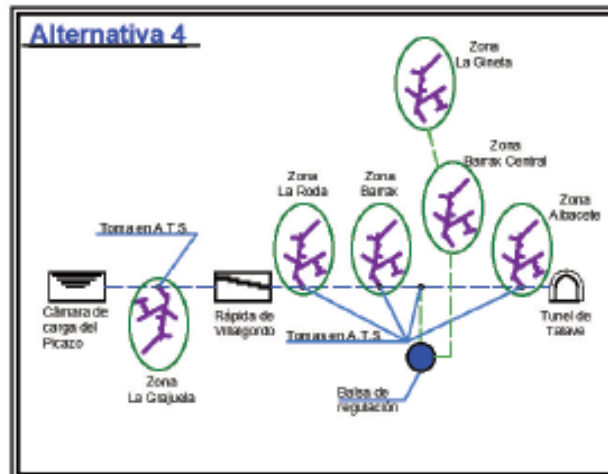 Alternativa 4
Zona
La Gineta
Zona
Barrax Central
Zona
La Roda
Zona
Barrax
Zona
Albacete
Toma en A.T.S.
Cámara de
carga del
Picazo
Rápida de
Villalgordo
Tunel de
Talave
Tomas en A.T.S.
Zona
La Grajuela
Balsa de
regulación